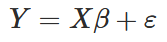 Y = Xβ + ε